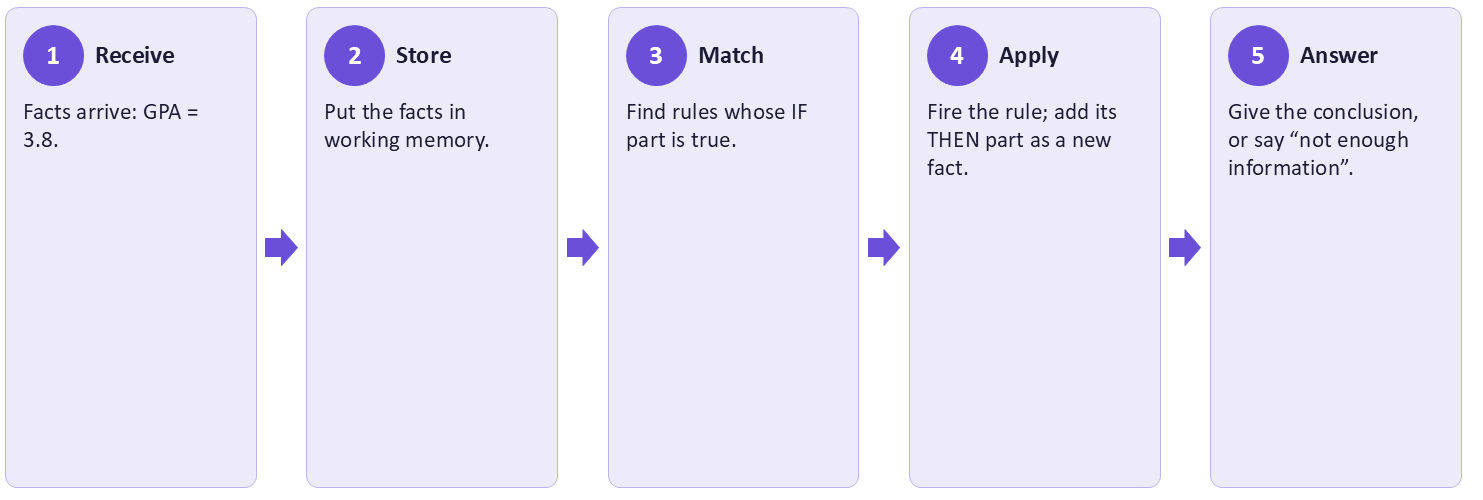 1 Receive
Facts arrive: GPA =
3.8.
2 Store
Put the facts in
working memory.
3 Match
Find rules whose IF
part is true.
4 Apply
Fire the rule; add its
THEN part as a new
fact.
5 Answer
Give the conclusion,
or say “not enough
information”.